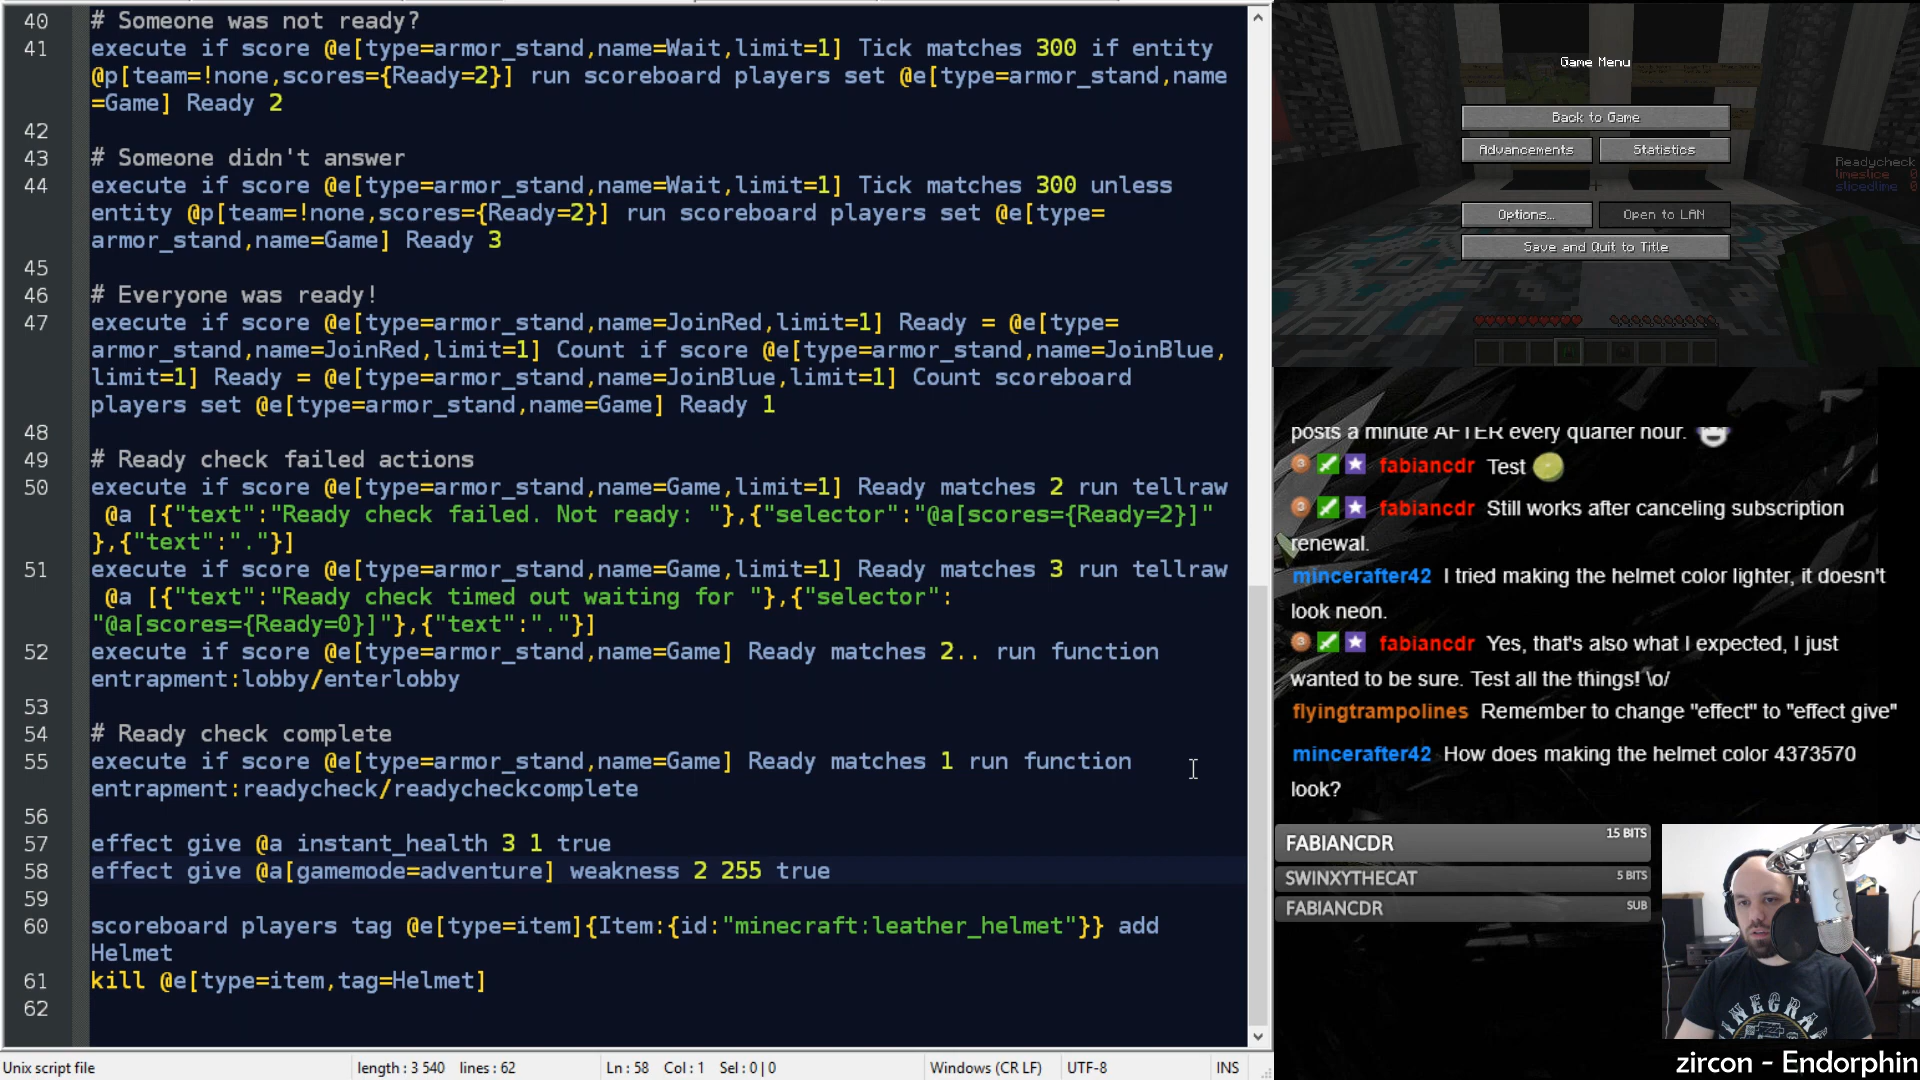 40 # Someone was not ready?
41 execute if score @e[type=armor_stand,name=Wait,limit=1] Tick matches 300 if entity
@p[team=!none,scores={Ready=2}] run scoreboard players set @e[type=armor_stand,name
=Game] Ready 2
42
43 # Someone didn't answer
44 execute if score @e[type=armor_stand,name=Wait,limit=1] Tick matches 300 unless
entity @p[team=!none,scores={Ready=2}] run scoreboard players set @e[type=
armor_stand,name=Game] Ready 3
45
46 # Everyone was ready!
47 execute if score @e[type=armor_stand,name=JoinRed,limit=1] Ready = @e[type=
armor_stand,name=JoinRed,limit=1] Count if score @e[type=armor_stand,name=JoinBlue,
limit=1] Ready = @e[type=armor_stand,name=JoinBlue,limit=1] Count scoreboard
players set @e[type=armor_stand,name=Game] Ready 1
48
49 # Ready check failed actions
50 execute if score @e[type=armor_stand,name=Game,limit=1] Ready matches 2 run tellraw
@a [{"text":"Ready check failed. Not ready: "},{"selector":"@a[scores={Ready=2}]"
},{"text":"."}]
51 execute if score @e[type=armor_stand,name=Game,limit=1] Ready matches 3 run tellraw
@a [{"text":"Ready check timed out waiting for "},{"selector":
"@a[scores={Ready=0}]"},{"text":"."}]
52 execute if score @e[type=armor_stand,name=Game] Ready matches 2.. run function
entrapment:lobby/enterlobby
53
54 # Ready check complete
55 execute if score @e[type=armor_stand,name=Game] Ready matches 1 run function
entrapment:readycheck/readycheckcomplete
56
57 effect give @a instant_health 3 1 true
58 effect give @a[gamemode=adventure] weakness 2 255 true
59
60 scoreboard players tag @e[type=item]{Item:{id:"minecraft:leather_helmet"}} add
Helmet
61 kill @e[type=item,tag=Helmet]
62
Unix script file length : 3 540 lines : 62 Ln : 58 Col : 1 Sel : 0 | 0 Windows (CR LF) UTF-8 INS
Game Menu
Back to Game
Advancements Statistics
Options... Open to LAN
Save and Quit to Title
Readycheck
limeslice 0
slicedlime 0
posts a minute AFTER every quarter hour.
fabiancdr Test
fabiancdr Still works after canceling subscription
renewal.
mincerafter42 I tried making the helmet color lighter, it doesn't
look neon.
fabiancdr Yes, that's also what I expected, I just
wanted to be sure. Test all the things! \o/
flyingtrampolines Remember to change "effect" to "effect give"
mincerafter42 How does making the helmet color 4373570
look?
FABIANCDR 15 BITS
SWINXYTHECAT 5 BITS
FABIANCDR SUB
zircon - Endorphin